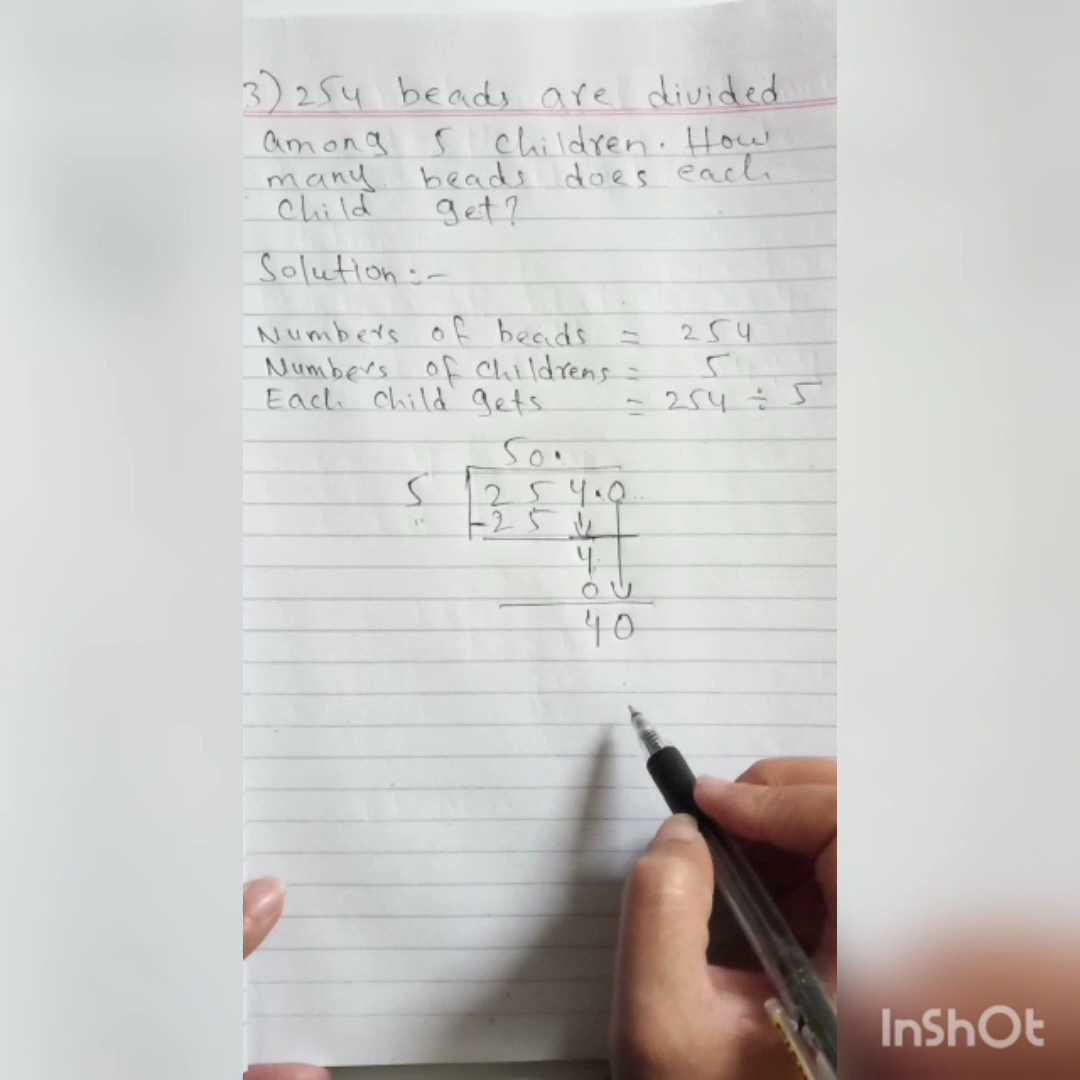 3) 254 beads are divided
among 5 children. How
many beads does each
child get?
Solution:-
Numbers of beads = 254
Numbers of childrens = 5
Each child gets = 254 ÷ 5
50.
5 254.0
-25
4
0
40
InShOt